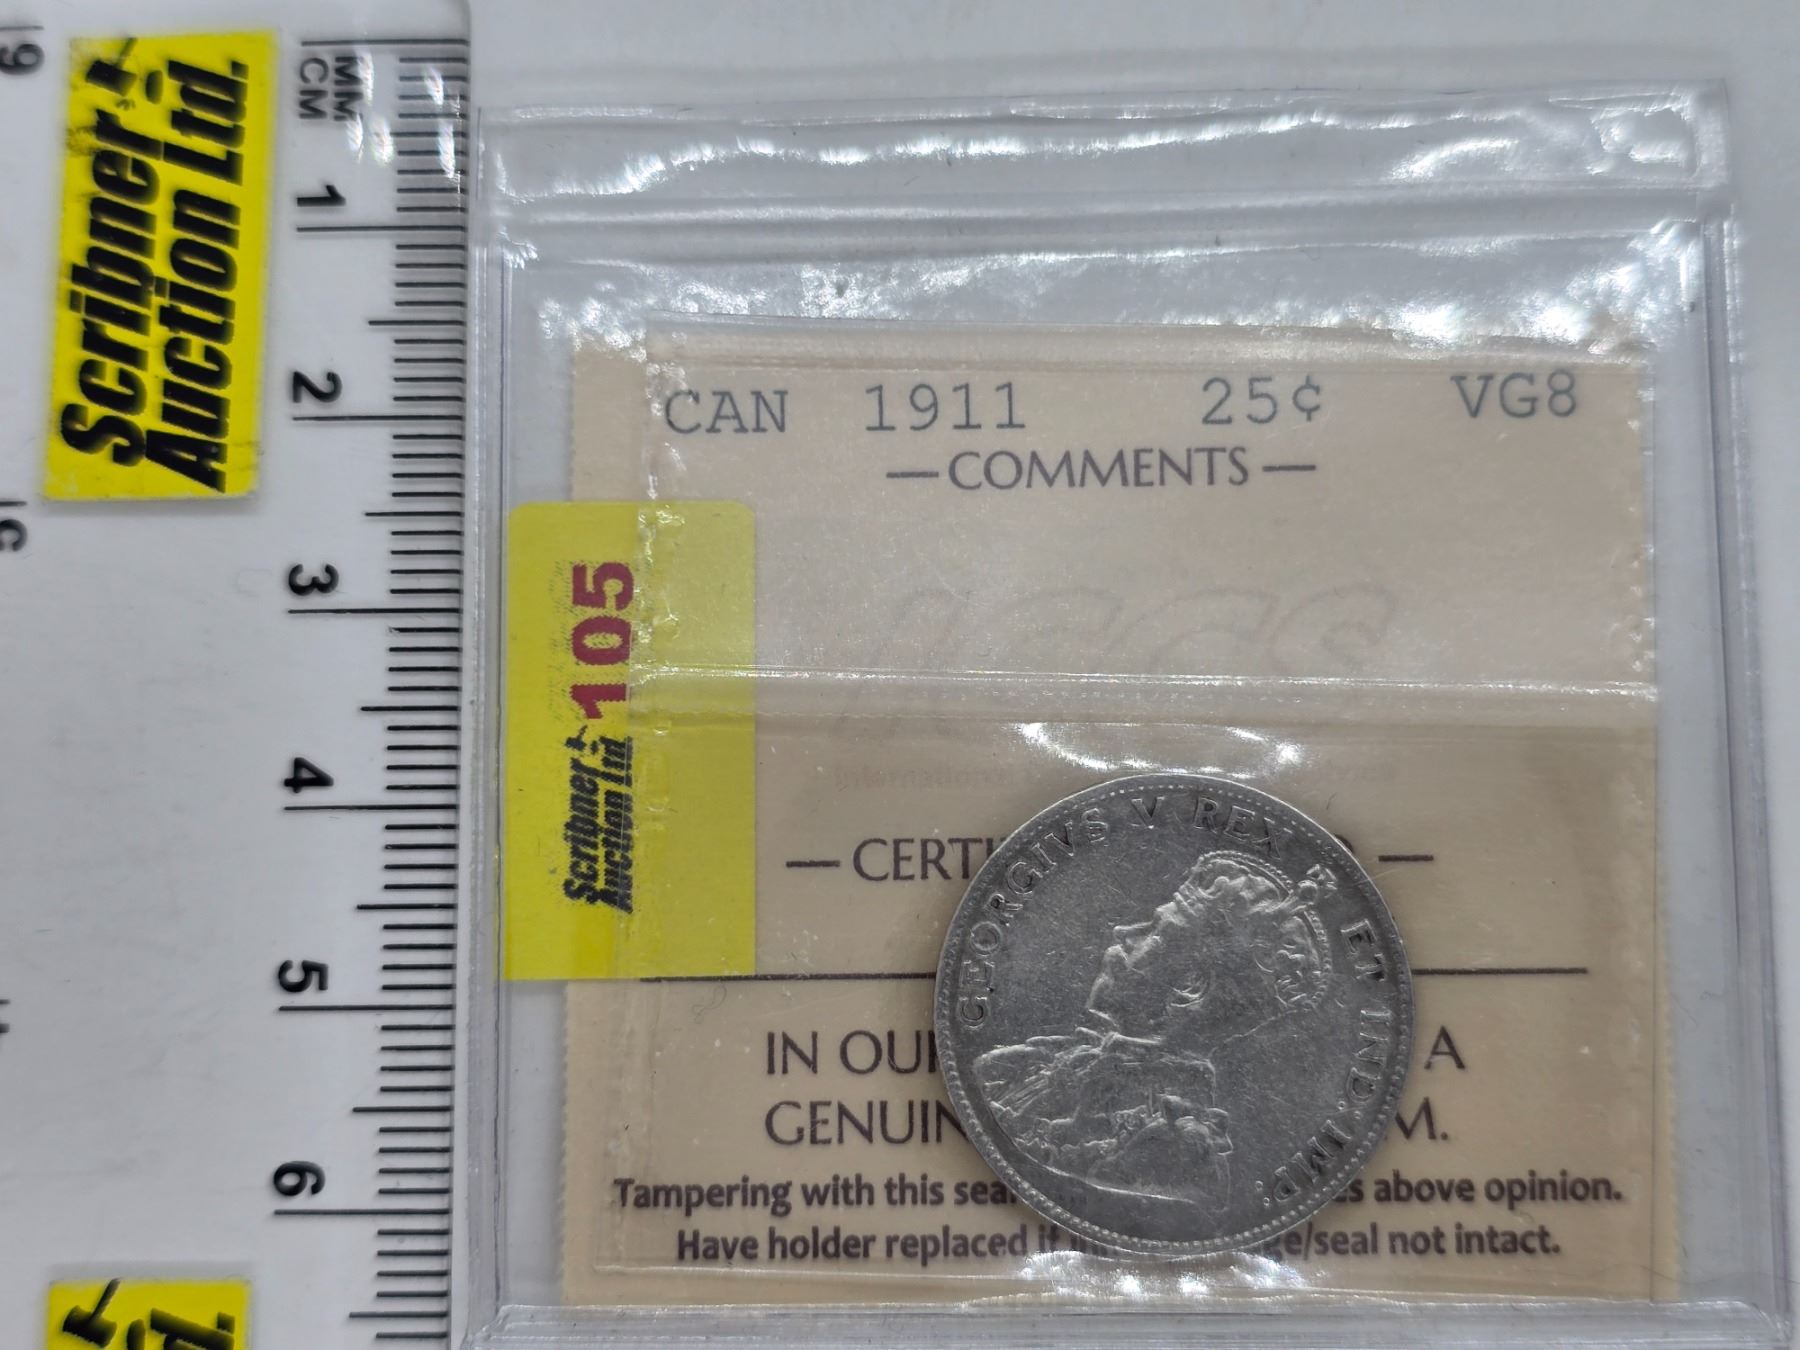 Scribner
Auction Ltd.
MM
CM
1
2
3
4
5
6
CAN 1911 25¢ VG8
— COMMENTS —
105
Scribner
Auction Ltd.
— CERTI
IN OU A
GENUIN M.
Tampering with this sea s above opinion.
Have holder replaced if ge/seal not intact.
GEORGIVS V REX ET IND: IMP: